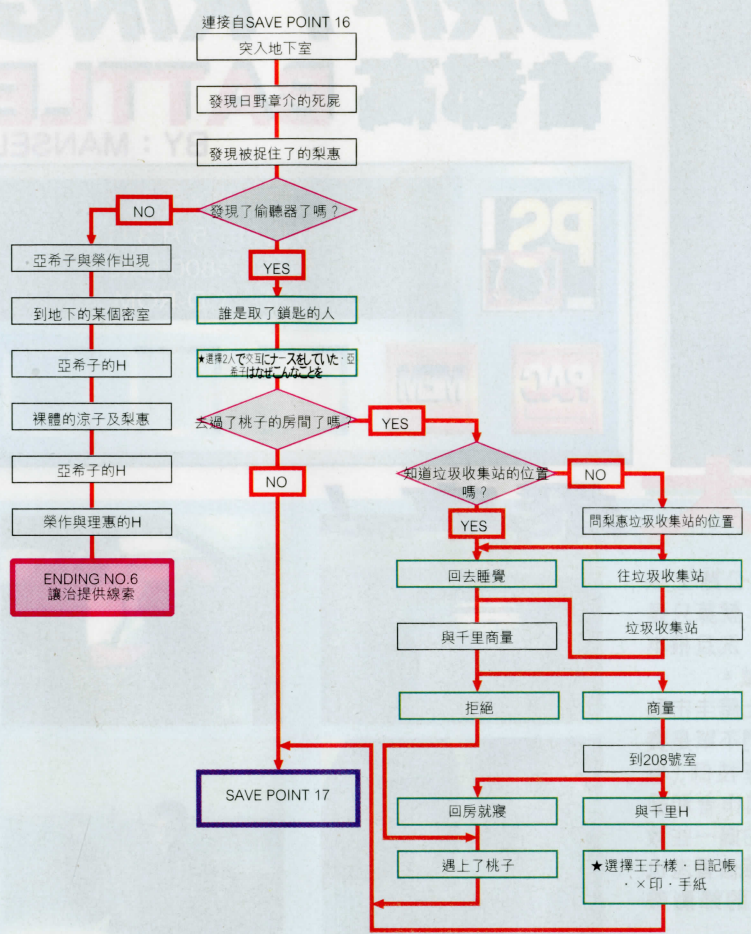 連接自SAVE POINT 16
突入地下室
發現日野章介的死屍
發現被捉住了的梨惠
發現了偷聽器了嗎？
NO
YES
亞希子與榮作出現
到地下的某個密室
亞希子的H
裸體的涼子及梨惠
亞希子的H
榮作與理惠的H
ENDING NO.6
讓治提供線索
誰是取了鎖匙的人
★選擇2人で交互にナースをしていた・亞
希子はなぜこんなことを
去過了桃子的房間了嗎？
YES
NO
知道垃圾收集站的位置
嗎？
NO
YES
問梨惠垃圾收集站的位置
回去睡覺
往垃圾收集站
垃圾收集站
與千里商量
拒絕
商量
到208號室
SAVE POINT 17
回房就寢
與千里H
遇上了桃子
★選擇王子樣・日記帳
・×印・手紙